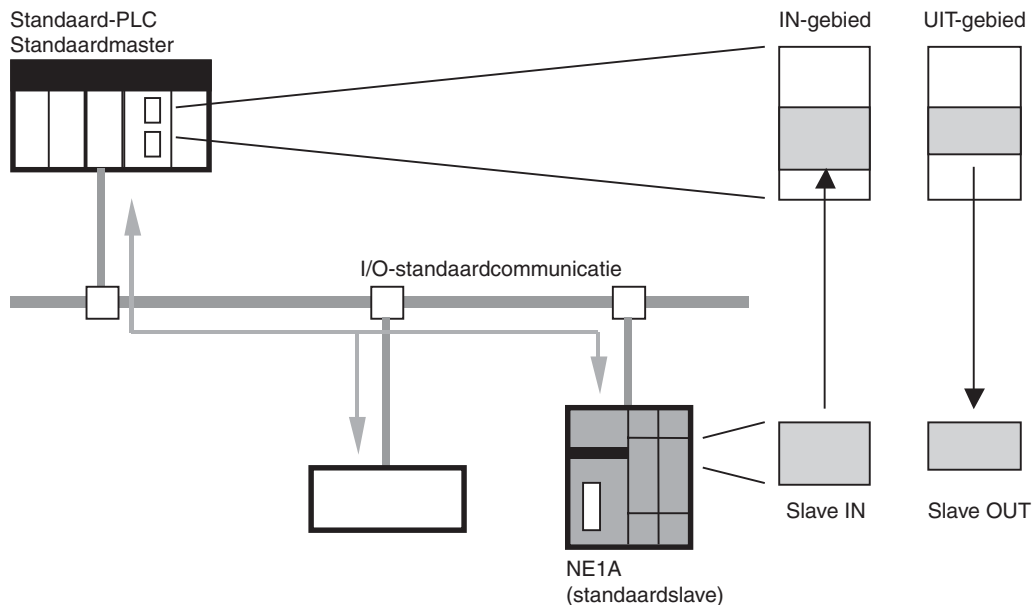 Standaard-PLC
Standaardmaster
IN-gebied
UIT-gebied
I/O-standaardcommunicatie
Slave IN
Slave OUT
NE1A
(standaardslave)